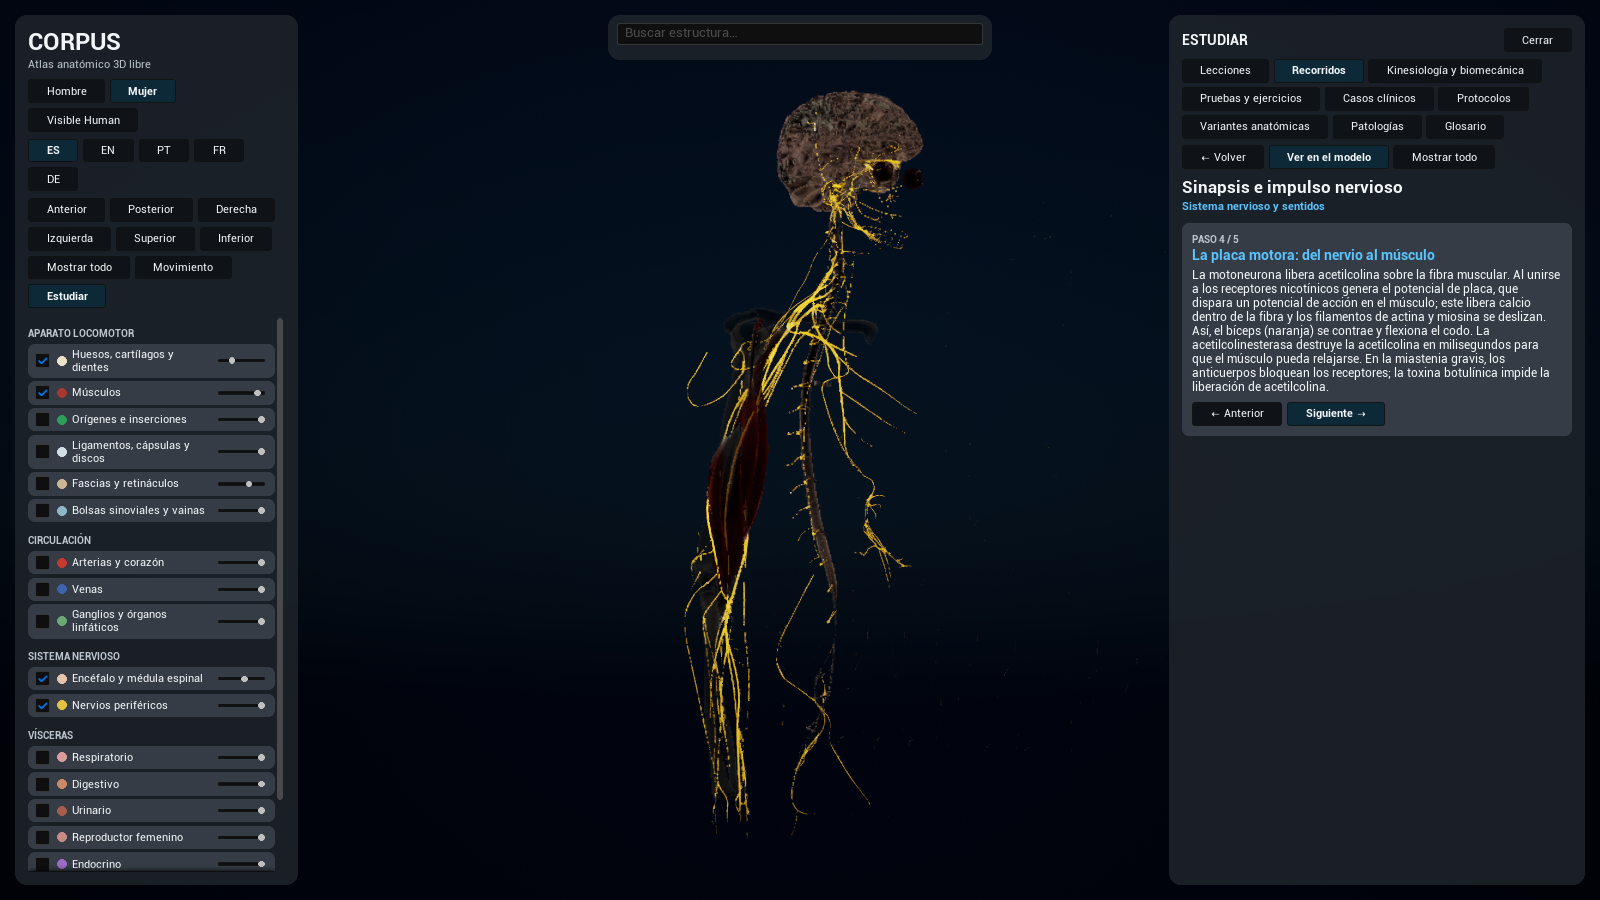 CORPUS
Atlas anatómico 3D libre
Hombre
Mujer
Visible Human
ES
EN
PT
FR
DE
Anterior
Posterior
Derecha
Izquierda
Superior
Inferior
Mostrar todo
Movimiento
Estudiar
APARATO LOCOMOTOR
Huesos, cartílagos y
dientes
Músculos
Orígenes e inserciones
Ligamentos, cápsulas y
discos
Fascias y retináculos
Bolsas sinoviales y vainas
CIRCULACIÓN
Arterias y corazón
Venas
Ganglios y órganos
linfáticos
SISTEMA NERVIOSO
Encéfalo y médula espinal
Nervios periféricos
VÍSCERAS
Respiratorio
Digestivo
Urinario
Reproductor femenino
Endocrino
Buscar estructura...
ESTUDIAR
Cerrar
Lecciones
Recorridos
Kinesiología y biomecánica
Pruebas y ejercicios
Casos clínicos
Protocolos
Variantes anatómicas
Patologías
Glosario
← Volver
Ver en el modelo
Mostrar todo
Sinapsis e impulso nervioso
Sistema nervioso y sentidos
PASO 4 / 5
La placa motora: del nervio al músculo
La motoneurona libera acetilcolina sobre la fibra muscular. Al unirse
a los receptores nicotínicos genera el potencial de placa, que
dispara un potencial de acción en el músculo; este libera calcio
dentro de la fibra y los filamentos de actina y miosina se deslizan.
Así, el bíceps (naranja) se contrae y flexiona el codo. La
acetilcolinesterasa destruye la acetilcolina en milisegundos para
que el músculo pueda relajarse. En la miastenia gravis, los
anticuerpos bloquean los receptores; la toxina botulínica impide la
liberación de acetilcolina.
← Anterior
Siguiente →